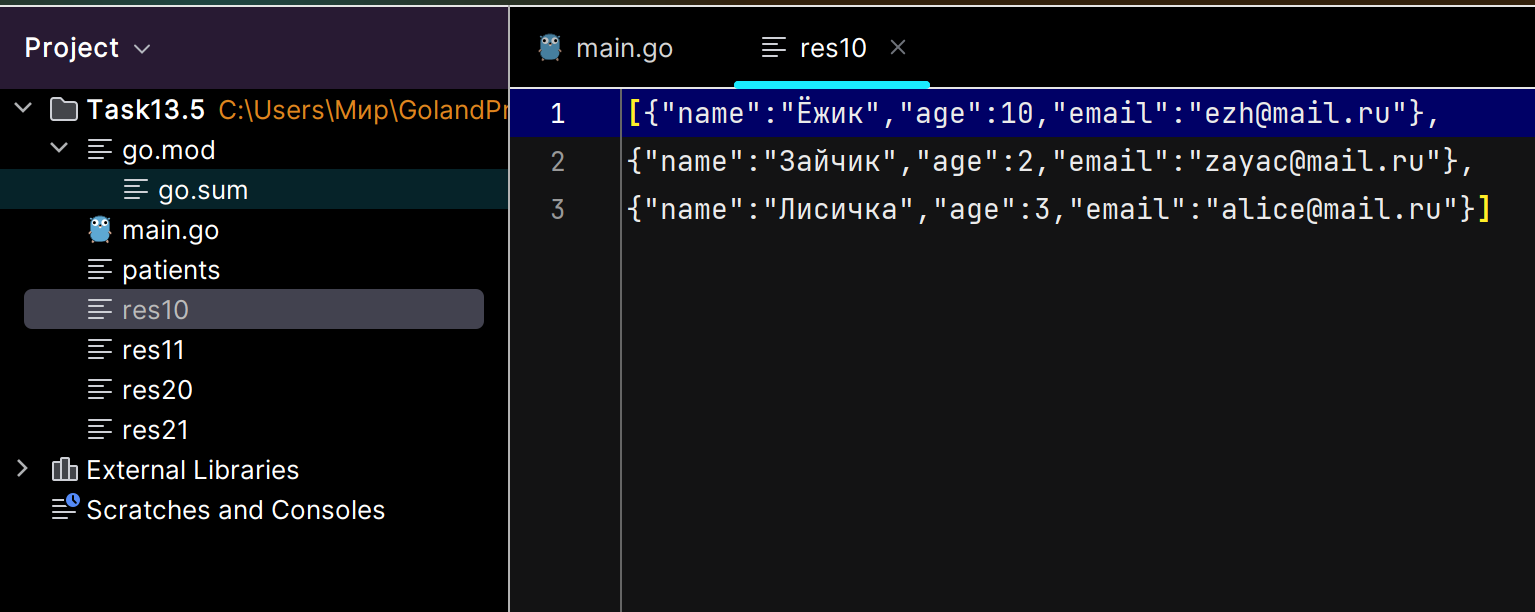 Project
Task13.5 C:\Users\Мир\GolandPr
go.mod
go.sum
main.go
patients
res10
res11
res20
res21
External Libraries
Scratches and Consoles
main.go res10
1 [{"name":"Ёжик","age":10,"email":"ezh@mail.ru"},
2 {"name":"Зайчик","age":2,"email":"zayac@mail.ru"},
3 {"name":"Лисичка","age":3,"email":"alice@mail.ru"}]